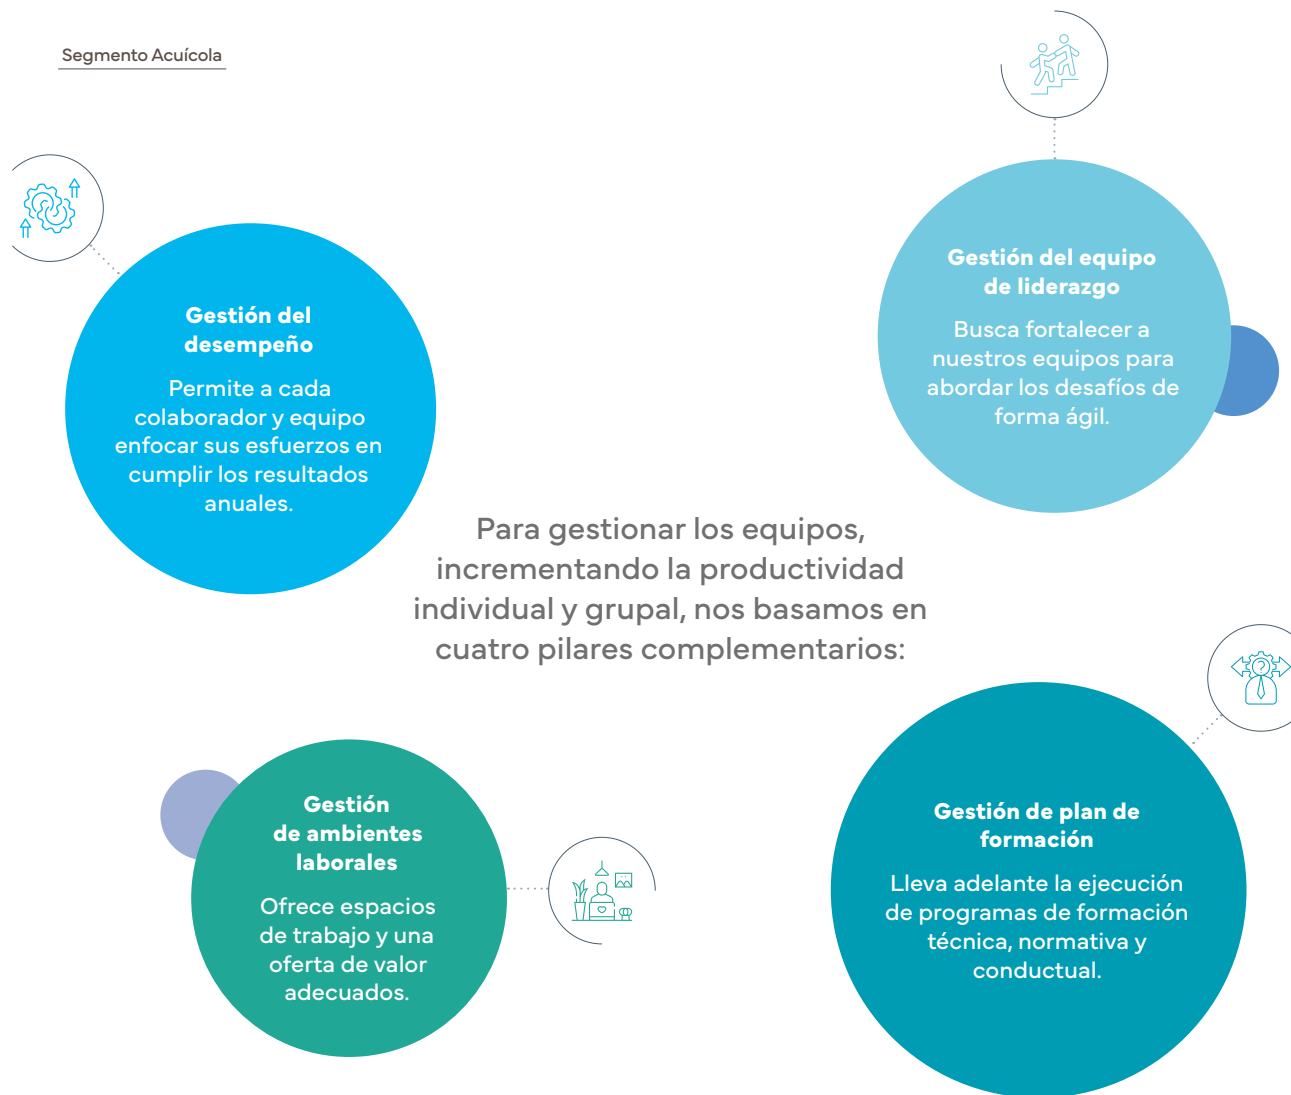 Segmento Acuícola
Gestión del
desempeño
Permite a cada
colaborador y equipo
enfocar sus esfuerzos en
cumplir los resultados
anuales.
Gestión del equipo
de liderazgo
Busca fortalecer a
nuestros equipos para
abordar los desafíos de
forma ágil.
Para gestionar los equipos,
incrementando la productividad
individual y grupal, nos basamos en
cuatro pilares complementarios:
Gestión
de ambientes
laborales
Ofrece espacios
de trabajo y una
oferta de valor
adecuados.
Gestión de plan de
formación
Lleva adelante la ejecución
de programas de formación
técnica, normativa y
conductual.